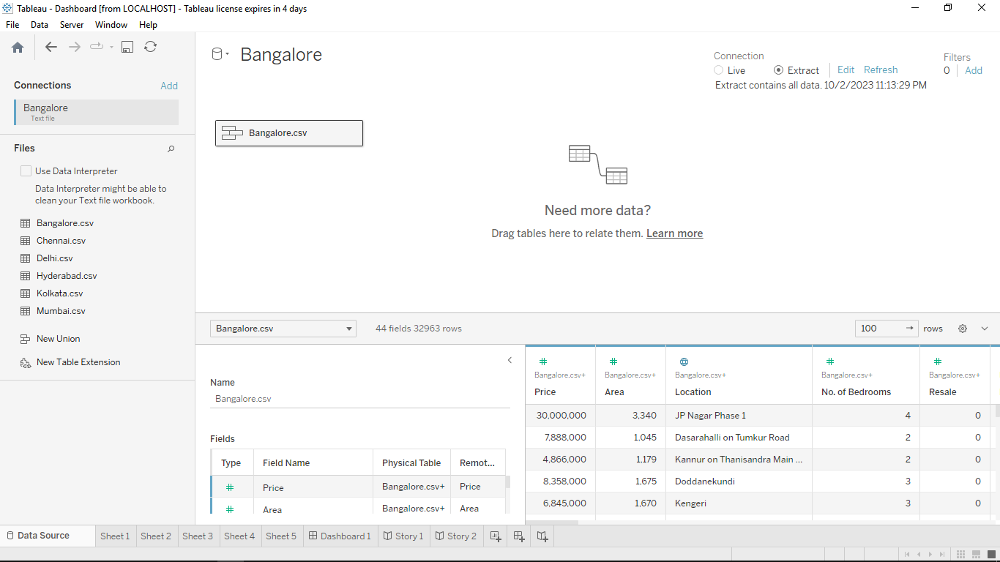 Tableau - Dashboard [from LOCALHOST] - Tableau license expires in 4 days
File Data Server Window Help
Connections Add
Bangalore
Text file
Files
Use Data Interpreter
Data Interpreter might be able to
clean your Text file workbook.
Bangalore.csv
Chennai.csv
Delhi.csv
Hyderabad.csv
Kolkata.csv
Mumbai.csv
New Union
New Table Extension
Bangalore
Connection
Live Extract Edit Refresh
Extract contains all data. 10/2/2023 11:13:29 PM
Filters
0 Add
Bangalore.csv
Need more data?
Drag tables here to relate them. Learn more
Bangalore.csv 44 fields 32963 rows 100 rows
Name
Bangalore.csv
Fields
Type Field Name Physical Table Remot...
Price Bangalore.csv+ Price
Area Bangalore.csv+ Area
Bangalore.csv+ Bangalore.csv+ Bangalore.csv+ Bangalore.csv+ Bangalore.csv+
Price Area Location No. of Bedrooms Resale
30,000,000 3,340 JP Nagar Phase 1 4 0
7,888,000 1,045 Dasarahalli on Tumkur Road 2 0
4,866,000 1,179 Kannur on Thanisandra Main ... 2 0
8,358,000 1,675 Doddanekundi 3 0
6,845,000 1,670 Kengeri 3 0
Data Source Sheet 1 Sheet 2 Sheet 3 Sheet 4 Sheet 5 Dashboard 1 Story 1 Story 2